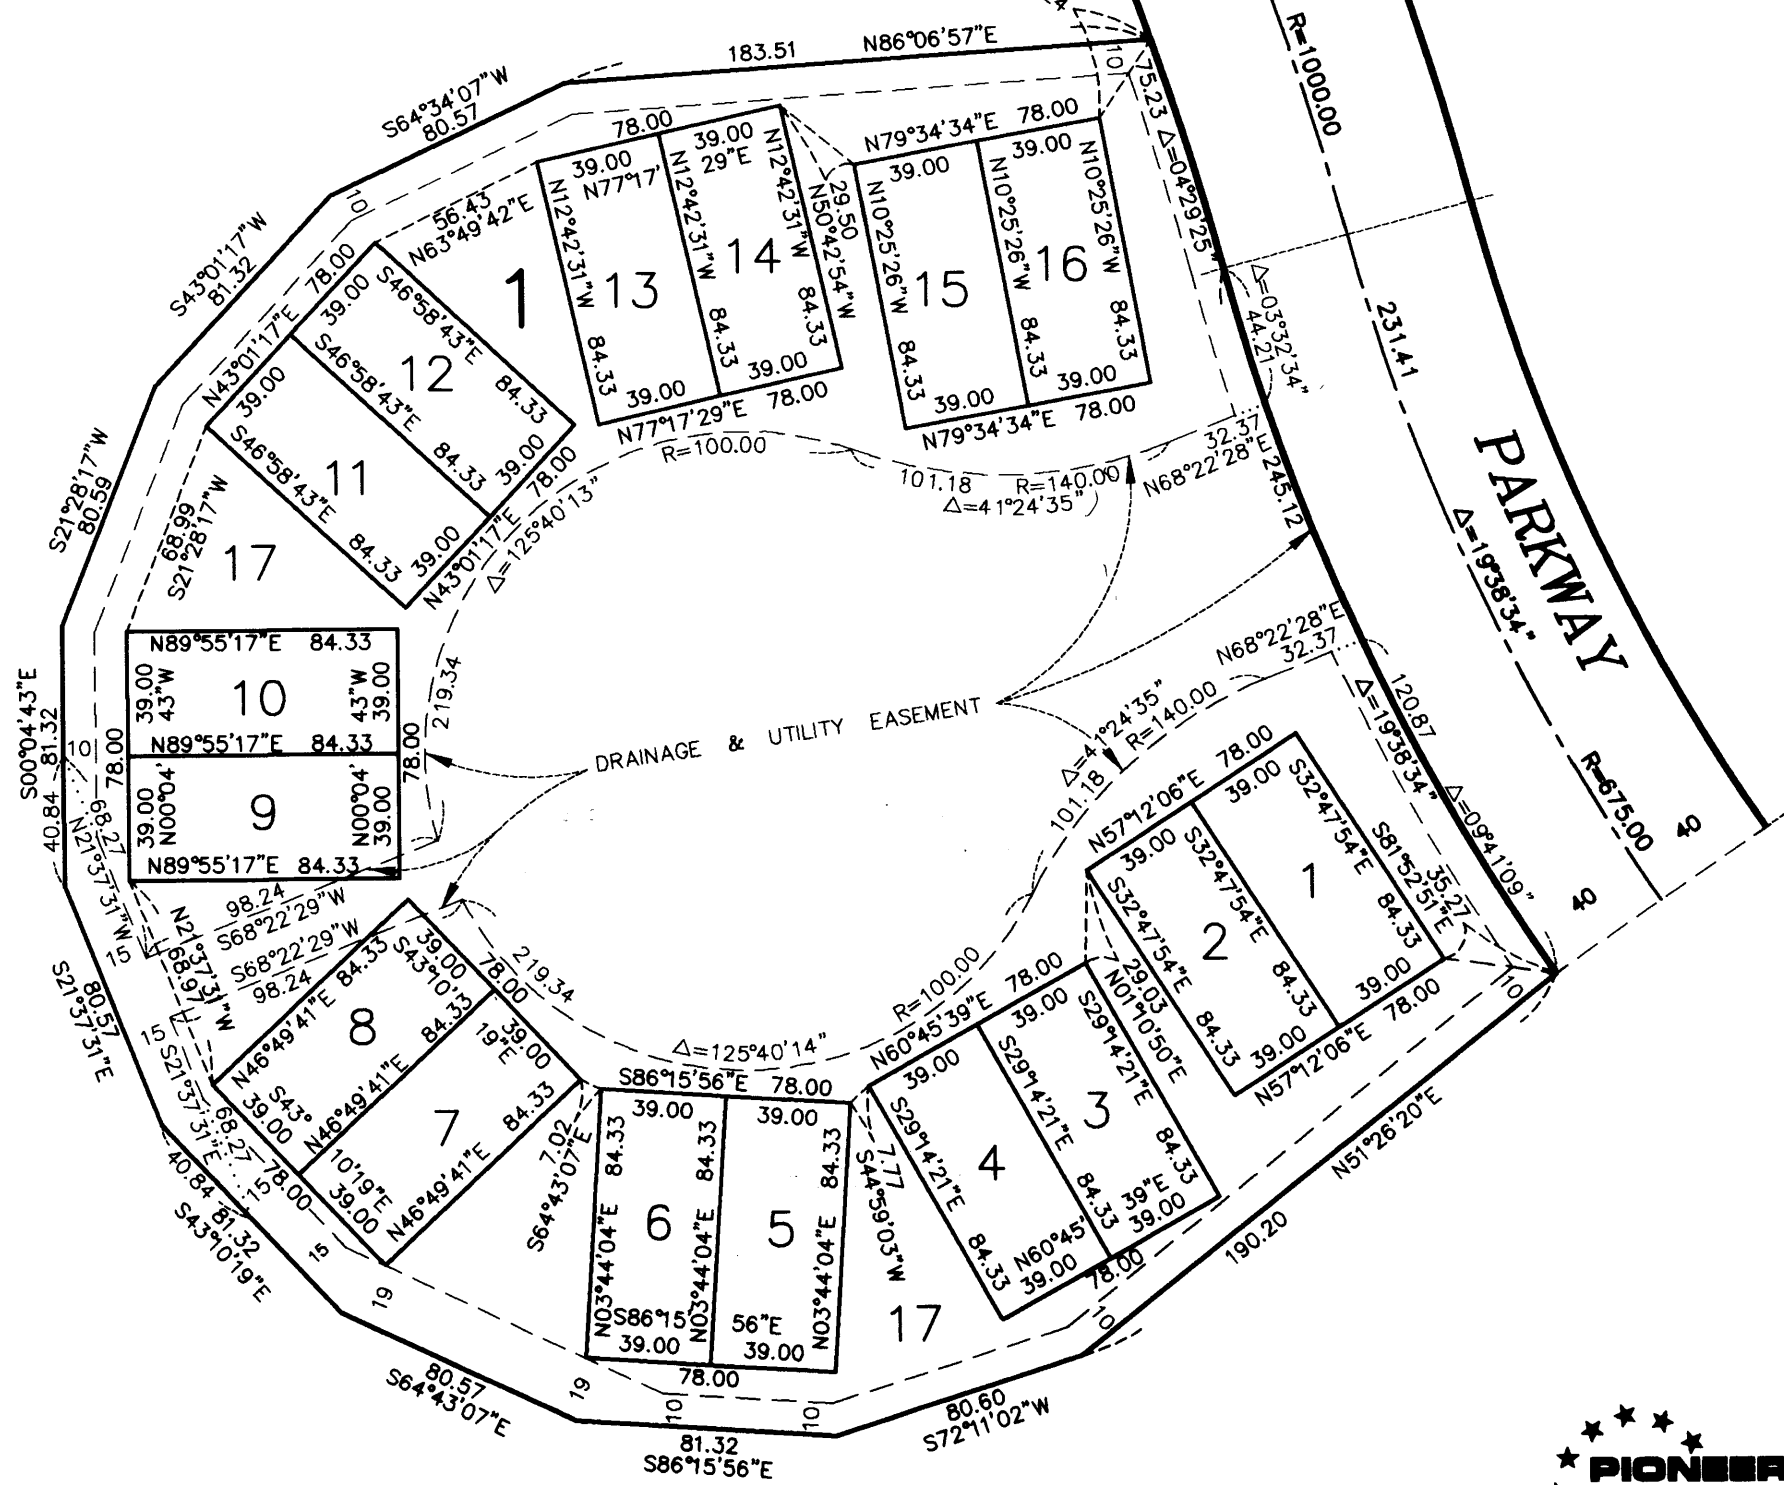 183.51 N86°06'57"E
S64°34'07"W
80.57
10
75.23 Δ=04°29'25"
R=1000.00
78.00
39.00
39.00
N77°17'
29"E
N79°34'34"E 78.00
39.00
39.00
10
S43°01'17"W
81.32
56.43
N63°49'42"E
1
N12°42'31"W 84.33
13
N12°42'31"W 84.33
14
N12°42'31"W 84.33
29.50
N50°42'54"W
N10°25'26"W 84.33
15
N10°25'26"W 84.33
16
N10°25'26"W 84.33
39.00
39.00
N77°17'29"E 78.00
R=100.00
39.00
39.00
N79°34'34"E 78.00
Δ=03°32'34"
44.21
231.41
N43°01'17"E 78.00
39.00
39.00
S46°58'43"E 84.33
12
S46°58'43"E 84.33
11
S46°58'43"E 84.33
39.00
39.00
N43°01'17"E 78.00
Δ=125°40'13"
101.18 R=140.00
Δ=41°24'35"
32.37
N68°22'28"E
245.12
PARKWAY
Δ=19°38'34"
S21°28'17"W
80.59
68.99
S21°28'17"W
17
N89°55'17"E 84.33
39.00
43"W
10
43"W
39.00
N89°55'17"E 84.33
78.00
78.00
39.00
N00°04'
9
N00°04'
39.00
N89°55'17"E 84.33
219.34
S00°04'43"E
81.32
10
40.84
68.27
N21°37'31"W
DRAINAGE & UTILITY EASEMENT
N68°22'28"E
32.37
Δ=41°24'35"
R=140.00
101.18
Δ=19°38'34"
120.87
Δ=09°41'09"
R=675.00
40
40
N57°12'06"E 78.00
39.00
39.00
S32°47'54"E 84.33
1
S32°47'54"E 84.33
2
S32°47'54"E 84.33
S81°52'51"E
35.27
39.00
39.00
N57°12'06"E 78.00
10
98.24
S68°22'29"W
S68°22'29"W
98.24
15
N21°37'31"W
68.97
S21°37'31"E
80.57
15
S21°37'31"E
68.27
15
N46°49'41"E 84.33
39.00
S43°10'
19"E
39.00
78.00
8
N46°49'41"E 84.33
7
N46°49'41"E 84.33
S43°
39.00
10'19"E
39.00
78.00
40.84
81.32
S43°10'19"E
15
19
219.34
Δ=125°40'14"
R=100.00
7.02
S64°43'07"E
S86°15'56"E 78.00
39.00
39.00
N03°44'04"E 84.33
6
N03°44'04"E 84.33
5
N03°44'04"E 84.33
S86°15'
56"E
39.00
39.00
78.00
7.77
S44°59'03"W
17
N60°45'39"E 78.00
39.00
39.00
29.03
N01°10'50"E
S29°14'21"E 84.33
4
S29°14'21"E 84.33
3
S29°14'21"E 84.33
N60°45'
39"E
39.00
39.00
78.00
10
N51°26'20"E
190.20
80.57
S64°43'07"E
19
10
10
81.32
S86°15'56"E
80.60
S72°11'02"W
PIONEER